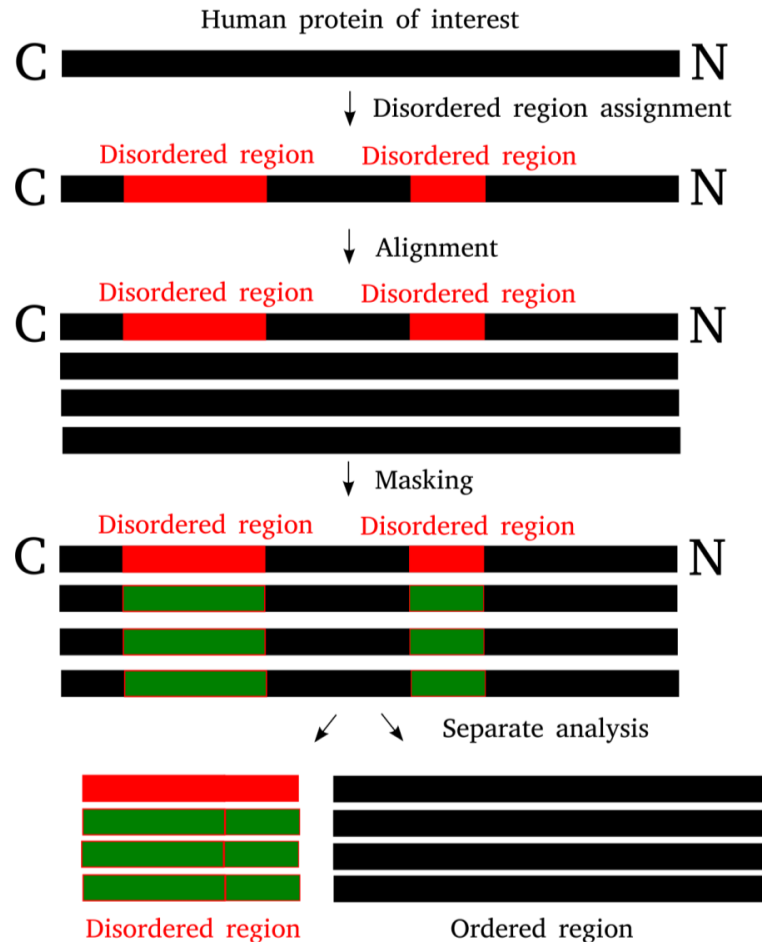 Human protein of interest
C N
Disordered region assignment
Disordered region Disordered region
C N
Alignment
Disordered region Disordered region
C N
Masking
Disordered region Disordered region
C N
Separate analysis
Disordered region Ordered region